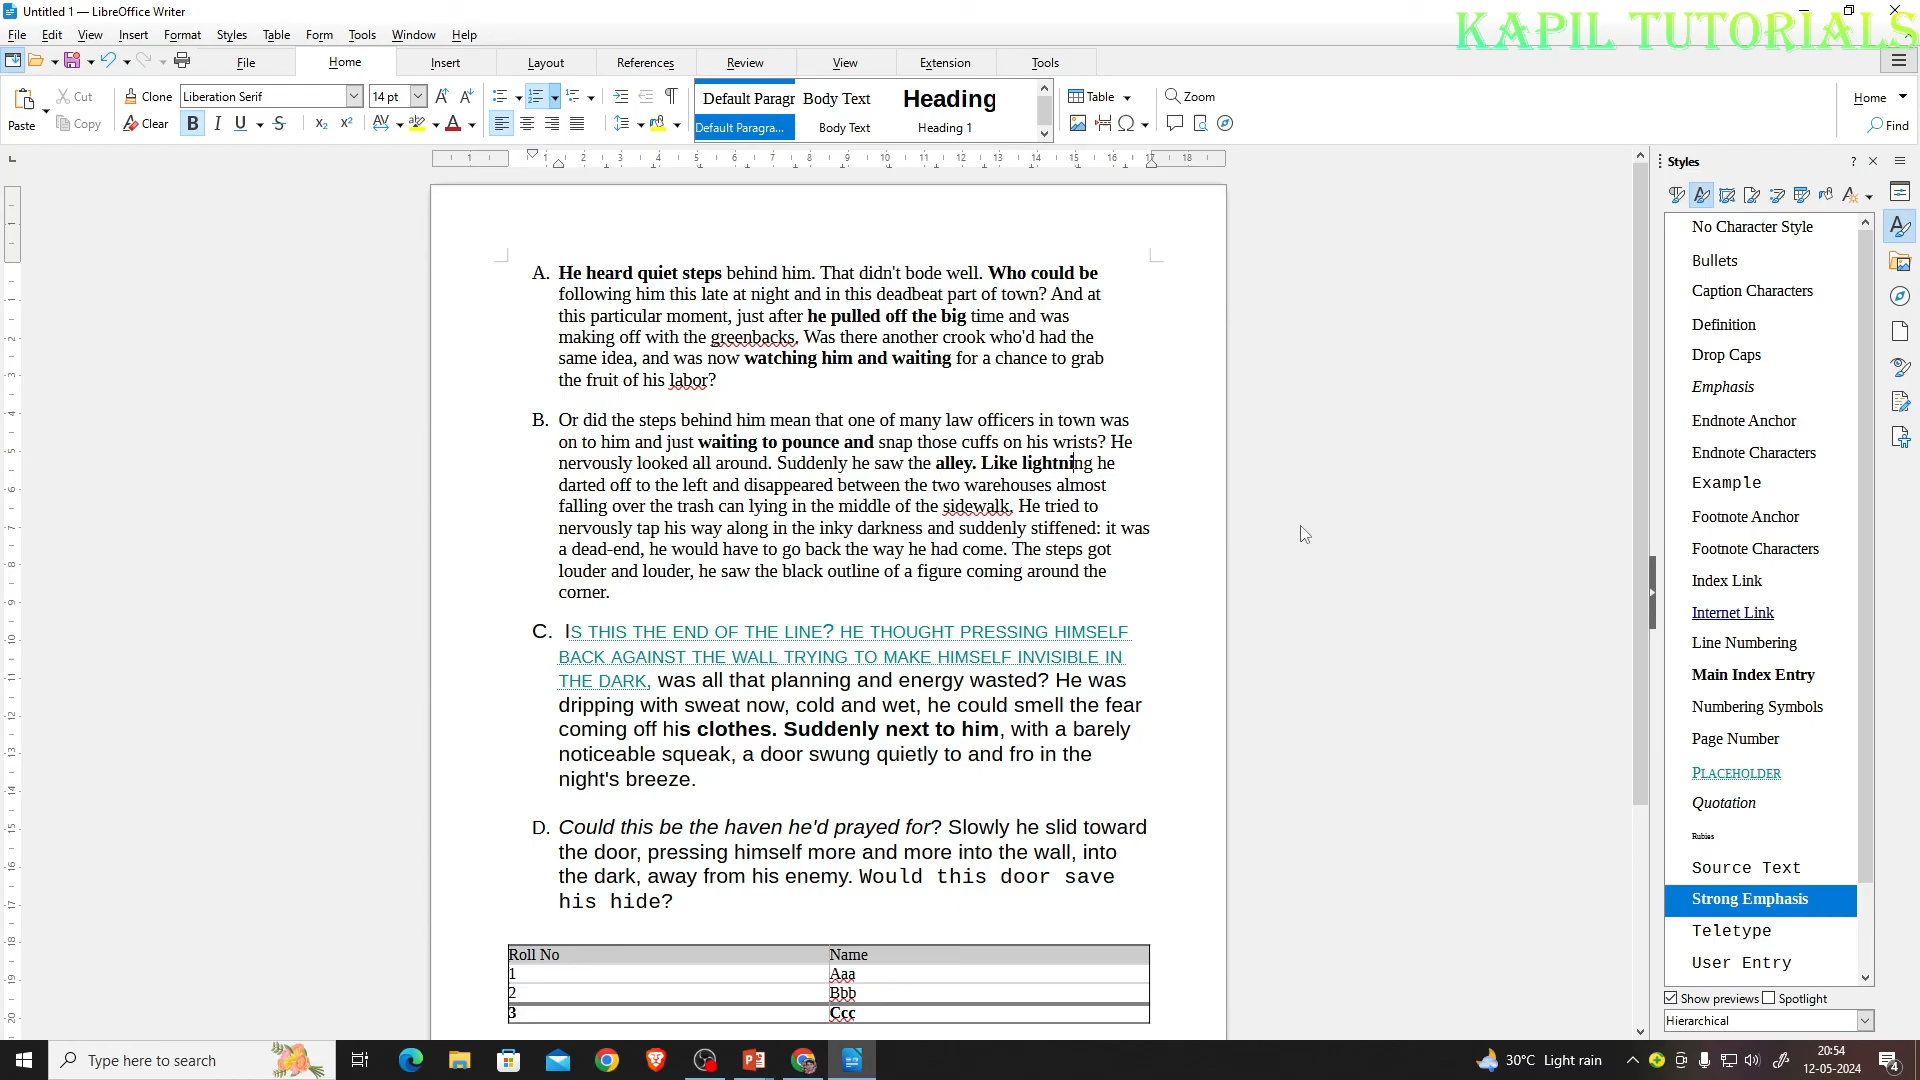 Untitled 1 — LibreOffice Writer
KAPIL TUTORIALS
File Edit View Insert Format Styles Table Form Tools Window Help
File Home Insert Layout References Review View Extension Tools
Paste Cut Copy Clone Clear
Liberation Serif 14 pt
Default Paragr Body Text Heading
Default Paragra... Body Text Heading 1
Table Zoom
Home Find
Styles
No Character Style
Bullets
Caption Characters
Definition
Drop Caps
Emphasis
Endnote Anchor
Endnote Characters
Example
Footnote Anchor
Footnote Characters
Index Link
Internet Link
Line Numbering
Main Index Entry
Numbering Symbols
Page Number
PLACEHOLDER
Quotation
Rubies
Source Text
Strong Emphasis
Teletype
User Entry
Show previews Spotlight
Hierarchical
A. He heard quiet steps behind him. That didn't bode well. Who could be
following him this late at night and in this deadbeat part of town? And at
this particular moment, just after he pulled off the big time and was
making off with the greenbacks. Was there another crook who'd had the
same idea, and was now watching him and waiting for a chance to grab
the fruit of his labor?
B. Or did the steps behind him mean that one of many law officers in town was
on to him and just waiting to pounce and snap those cuffs on his wrists? He
nervously looked all around. Suddenly he saw the alley. Like lightning he
darted off to the left and disappeared between the two warehouses almost
falling over the trash can lying in the middle of the sidewalk. He tried to
nervously tap his way along in the inky darkness and suddenly stiffened: it was
a dead-end, he would have to go back the way he had come. The steps got
louder and louder, he saw the black outline of a figure coming around the
corner.
C. IS THIS THE END OF THE LINE? HE THOUGHT PRESSING HIMSELF
BACK AGAINST THE WALL TRYING TO MAKE HIMSELF INVISIBLE IN
THE DARK, was all that planning and energy wasted? He was
dripping with sweat now, cold and wet, he could smell the fear
coming off his clothes. Suddenly next to him, with a barely
noticeable squeak, a door swung quietly to and fro in the
night's breeze.
D. Could this be the haven he'd prayed for? Slowly he slid toward
the door, pressing himself more and more into the wall, into
the dark, away from his enemy. Would this door save
his hide?
Roll No Name
1 Aaa
2 Bbb
3 Ccc
Type here to search
30°C Light rain
20:54
12-05-2024
4